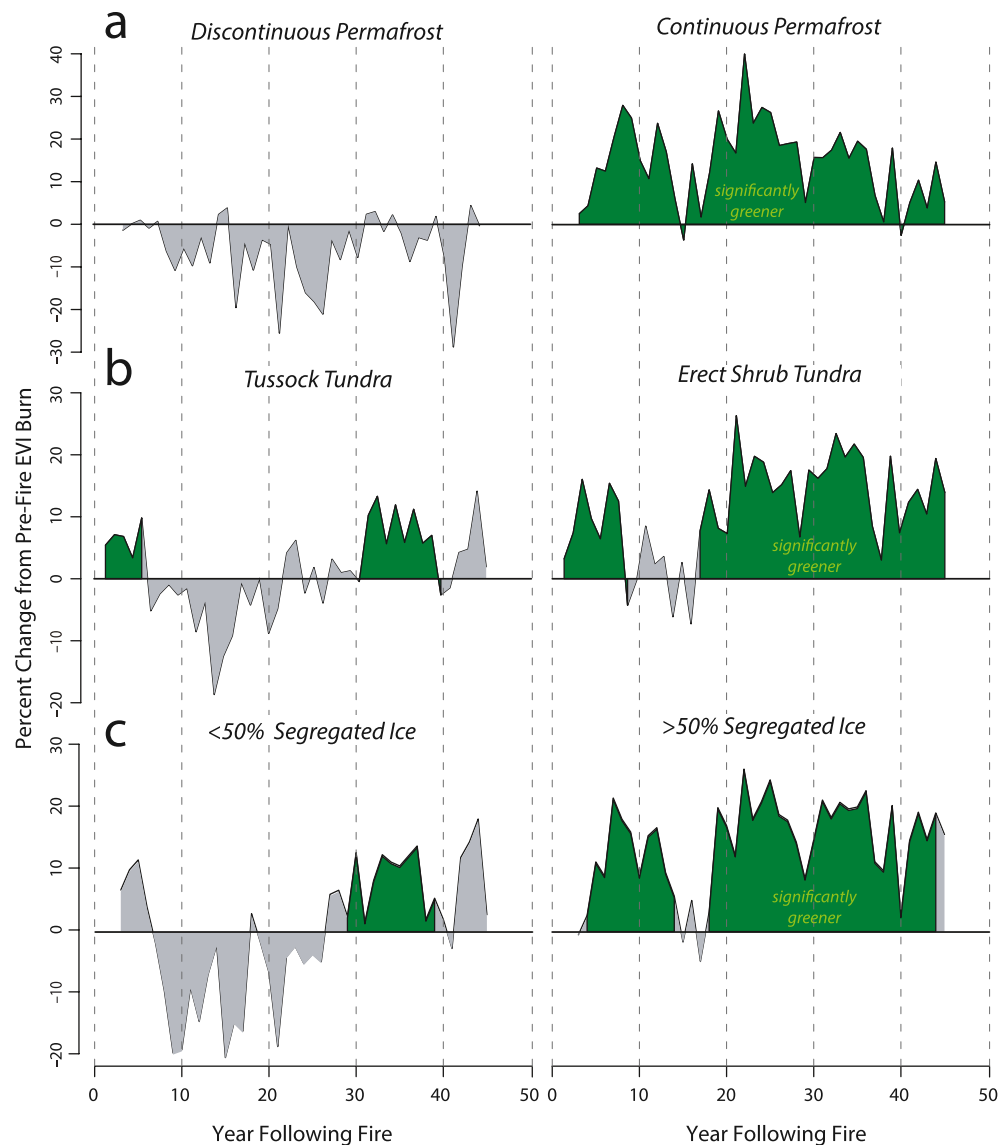 a
Discontinuous Permafrost
Continuous Permafrost
40
30
20
10
0
-10
-20
-30
significantly
greener
b
Tussock Tundra
Erect Shrub Tundra
Percent Change from Pre-Fire EVI Burn
30
20
10
0
-10
-20
significantly
greener
c
<50% Segregated Ice
>50% Segregated Ice
30
20
10
0
-10
-20
significantly
greener
0 10 20 30 40 50
0 10 20 30 40 50
Year Following Fire
Year Following Fire